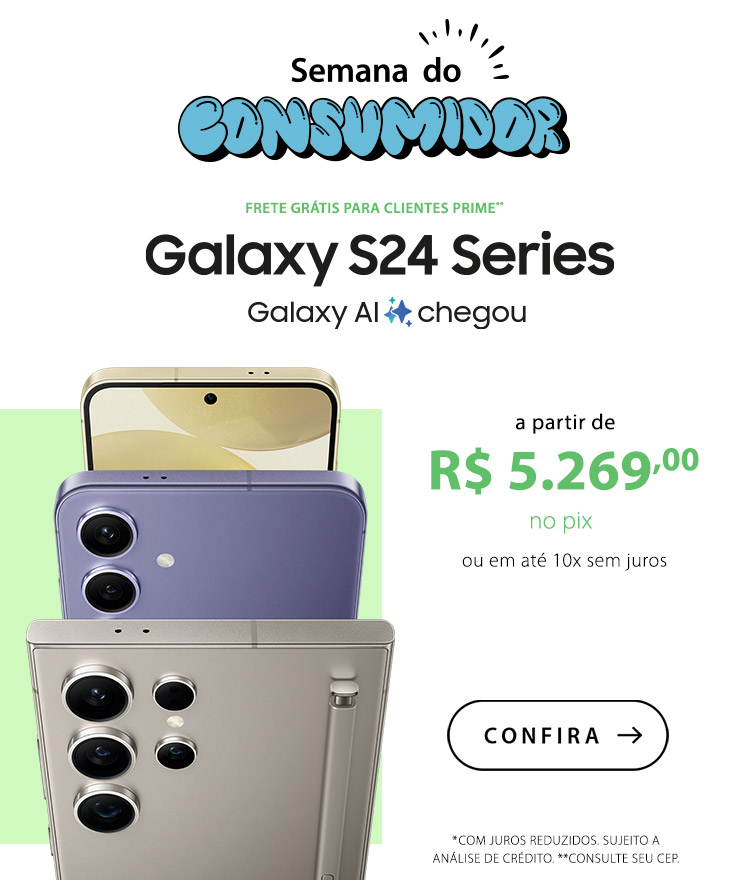 Semana do
CONSUMIDOR
FRETE GRÁTIS PARA CLIENTES PRIME**
Galaxy S24 Series
Galaxy AI chegou
a partir de
R$ 5.269,00
no pix
ou em até 10x sem juros
CONFIRA →
*COM JUROS REDUZIDOS. SUJEITO A
ANÁLISE DE CRÉDITO. **CONSULTE SEU CEP.